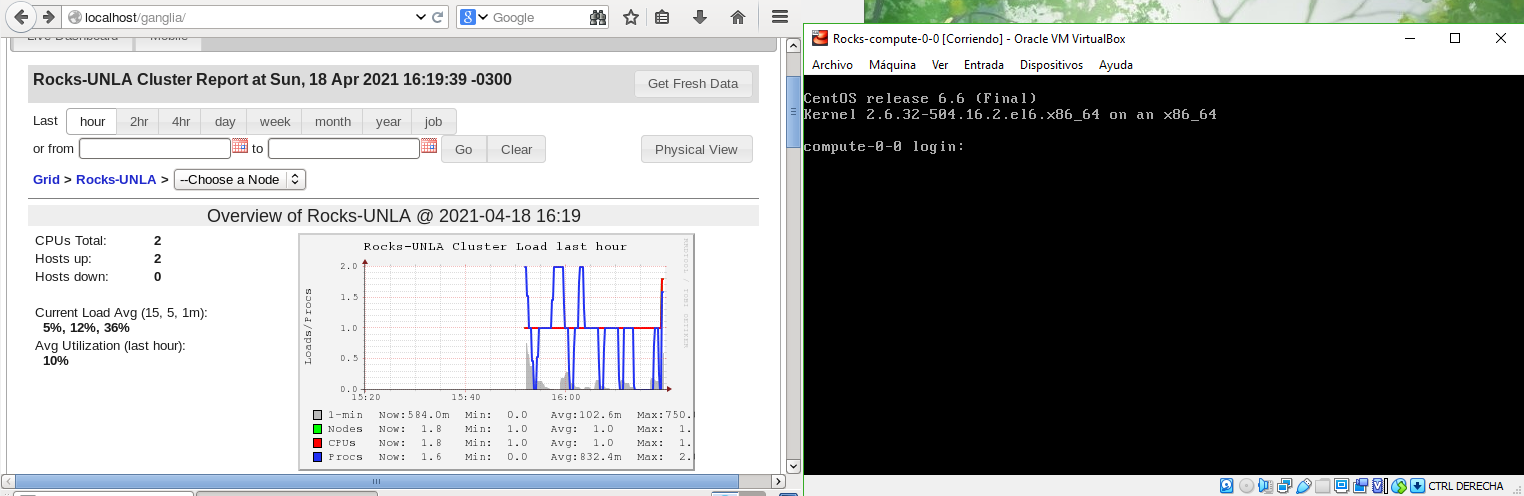 localhost/ganglia/
Google
Live Dashboard Mobile
Rocks-UNLA Cluster Report at Sun, 18 Apr 2021 16:19:39 -0300
Get Fresh Data
Last hour 2hr 4hr day week month year job
or from to Go Clear
Physical View
Grid > Rocks-UNLA > --Choose a Node
Overview of Rocks-UNLA @ 2021-04-18 16:19
CPUs Total: 2
Hosts up: 2
Hosts down: 0
Current Load Avg (15, 5, 1m):
5%, 12%, 36%
Avg Utilization (last hour):
10%
Rocks-UNLA Cluster Load last hour
Loads/Procs
2.0
1.5
1.0
0.5
0.0
15:20 15:40 16:00
RRDTOOL / TOBI OETIKER
1-min Now:584.0m Min: 0.0 Avg:102.6m Max:750.
Nodes Now: 1.8 Min: 1.0 Avg: 1.0 Max: 1.
CPUs Now: 1.8 Min: 1.0 Avg: 1.0 Max: 1.
Procs Now: 1.6 Min: 0.0 Avg:832.4m Max: 2.
Rocks-compute-0-0 [Corriendo] - Oracle VM VirtualBox
Archivo Máquina Ver Entrada Dispositivos Ayuda
CentOS release 6.6 (Final)
Kernel 2.6.32-504.16.2.el6.x86_64 on an x86_64
compute-0-0 login:
CTRL DERECHA